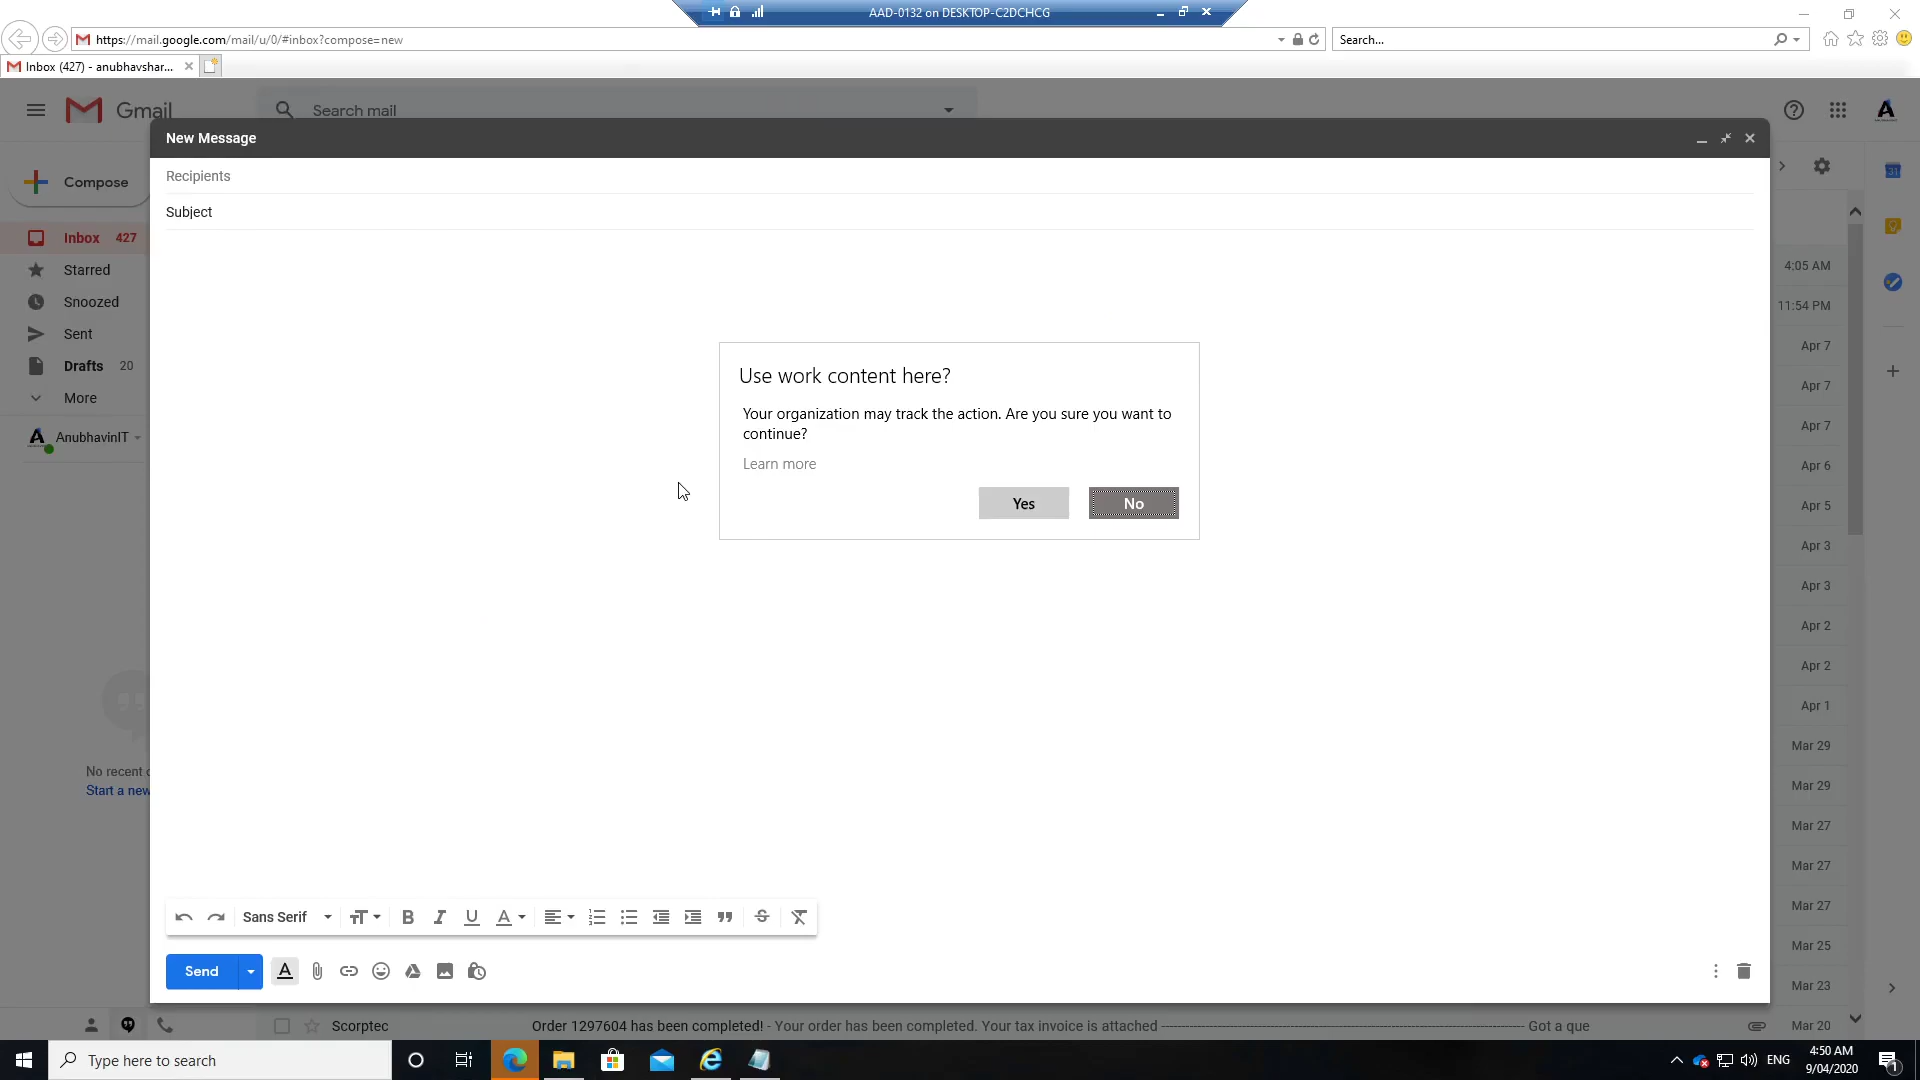 AAD-0132 on DESKTOP-C2DCHCG
https://mail.google.com/mail/u/0/#inbox?compose=new
Search...
Inbox (427) - anubhavshar...
Gmail
Search mail
New Message
Recipients
Subject
Compose
Inbox 427
Starred
Snoozed
Sent
Drafts 20
More
AnubhavinIT
No recent c
Start a new
Use work content here?
Your organization may track the action. Are you sure you want to
continue?
Learn more
Yes
No
31
4:05 AM
11:54 PM
Apr 7
Apr 7
Apr 7
Apr 6
Apr 5
Apr 3
Apr 3
Apr 2
Apr 2
Apr 1
Mar 29
Mar 29
Mar 27
Mar 27
Mar 27
Mar 25
Mar 23
Sans Serif
Send
Scorptec
Order 1297604 has been completed! - Your order has been completed. Your tax invoice is attached
Got a que
Mar 20
Type here to search
ENG
4:50 AM
9/04/2020
1